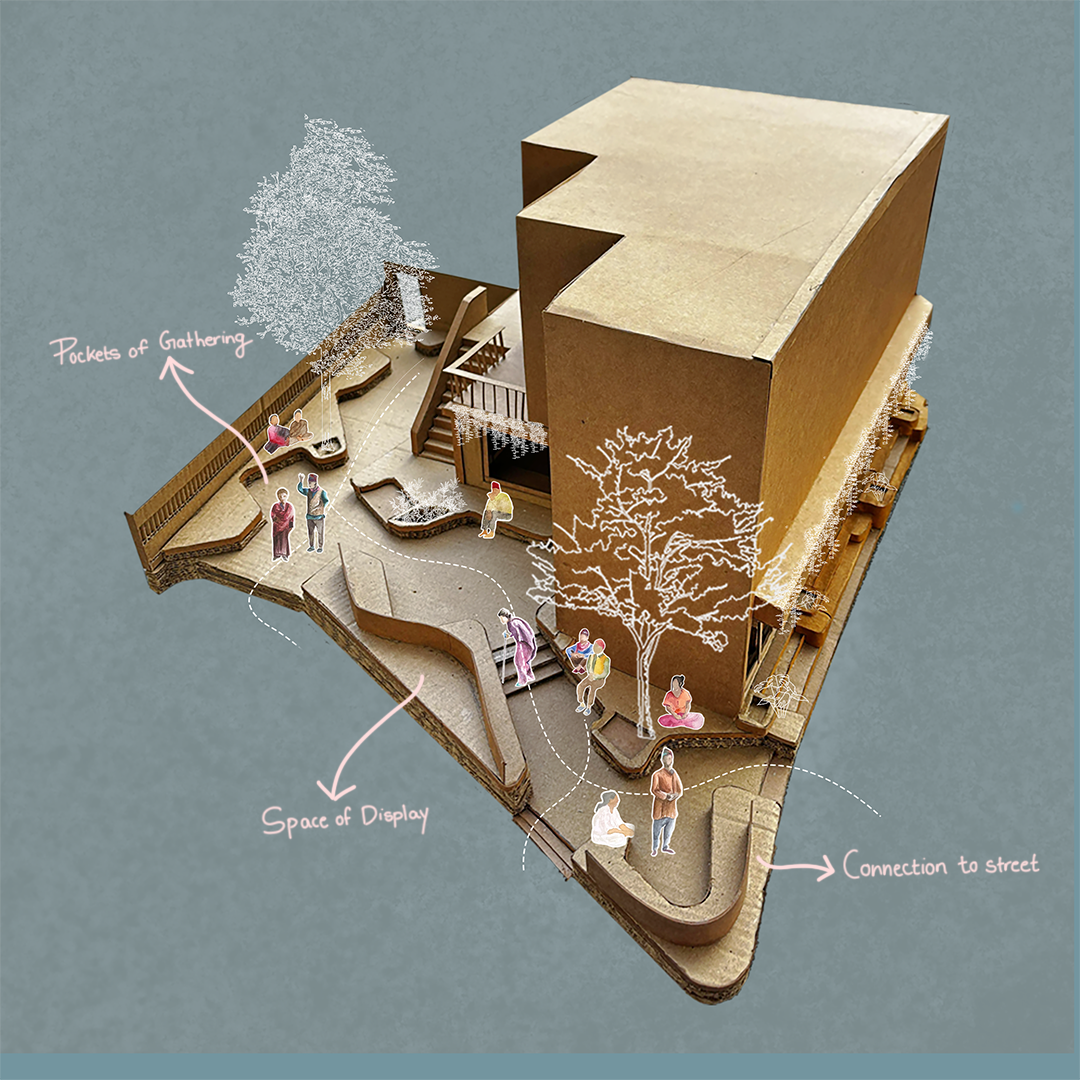 Pockets of Gathering
Space of Display
Connection to street